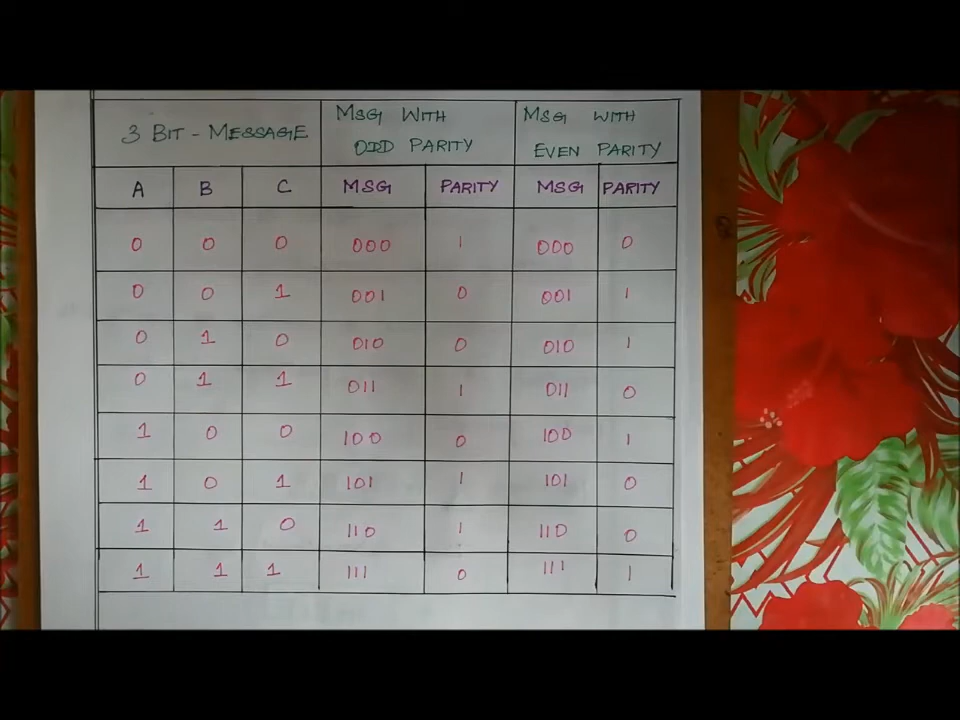 3 BIT - MESSAGE MSG WITH ODD PARITY MSG WITH EVEN PARITY
A B C MSG PARITY MSG PARITY
0 0 0 000 1 000 0
0 0 1 001 0 001 1
0 1 0 010 0 010 1
0 1 1 011 1 011 0
1 0 0 100 0 100 1
1 0 1 101 1 101 0
1 1 0 110 1 110 0
1 1 1 111 0 111 1